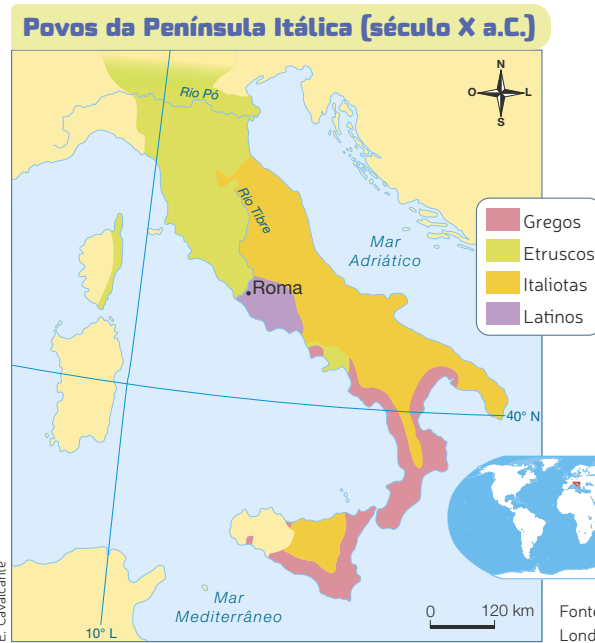 Povos da Península Itálica (século X a.C.)
N
O
L
S
Rio Pó
Rio Tibre
Mar
Adriático
Roma
Gregos
Etruscos
Italiotas
Latinos
40° N
Mar
Mediterrâneo
10° L
0 120 km
E. Cavalcante
Fonte
Lond